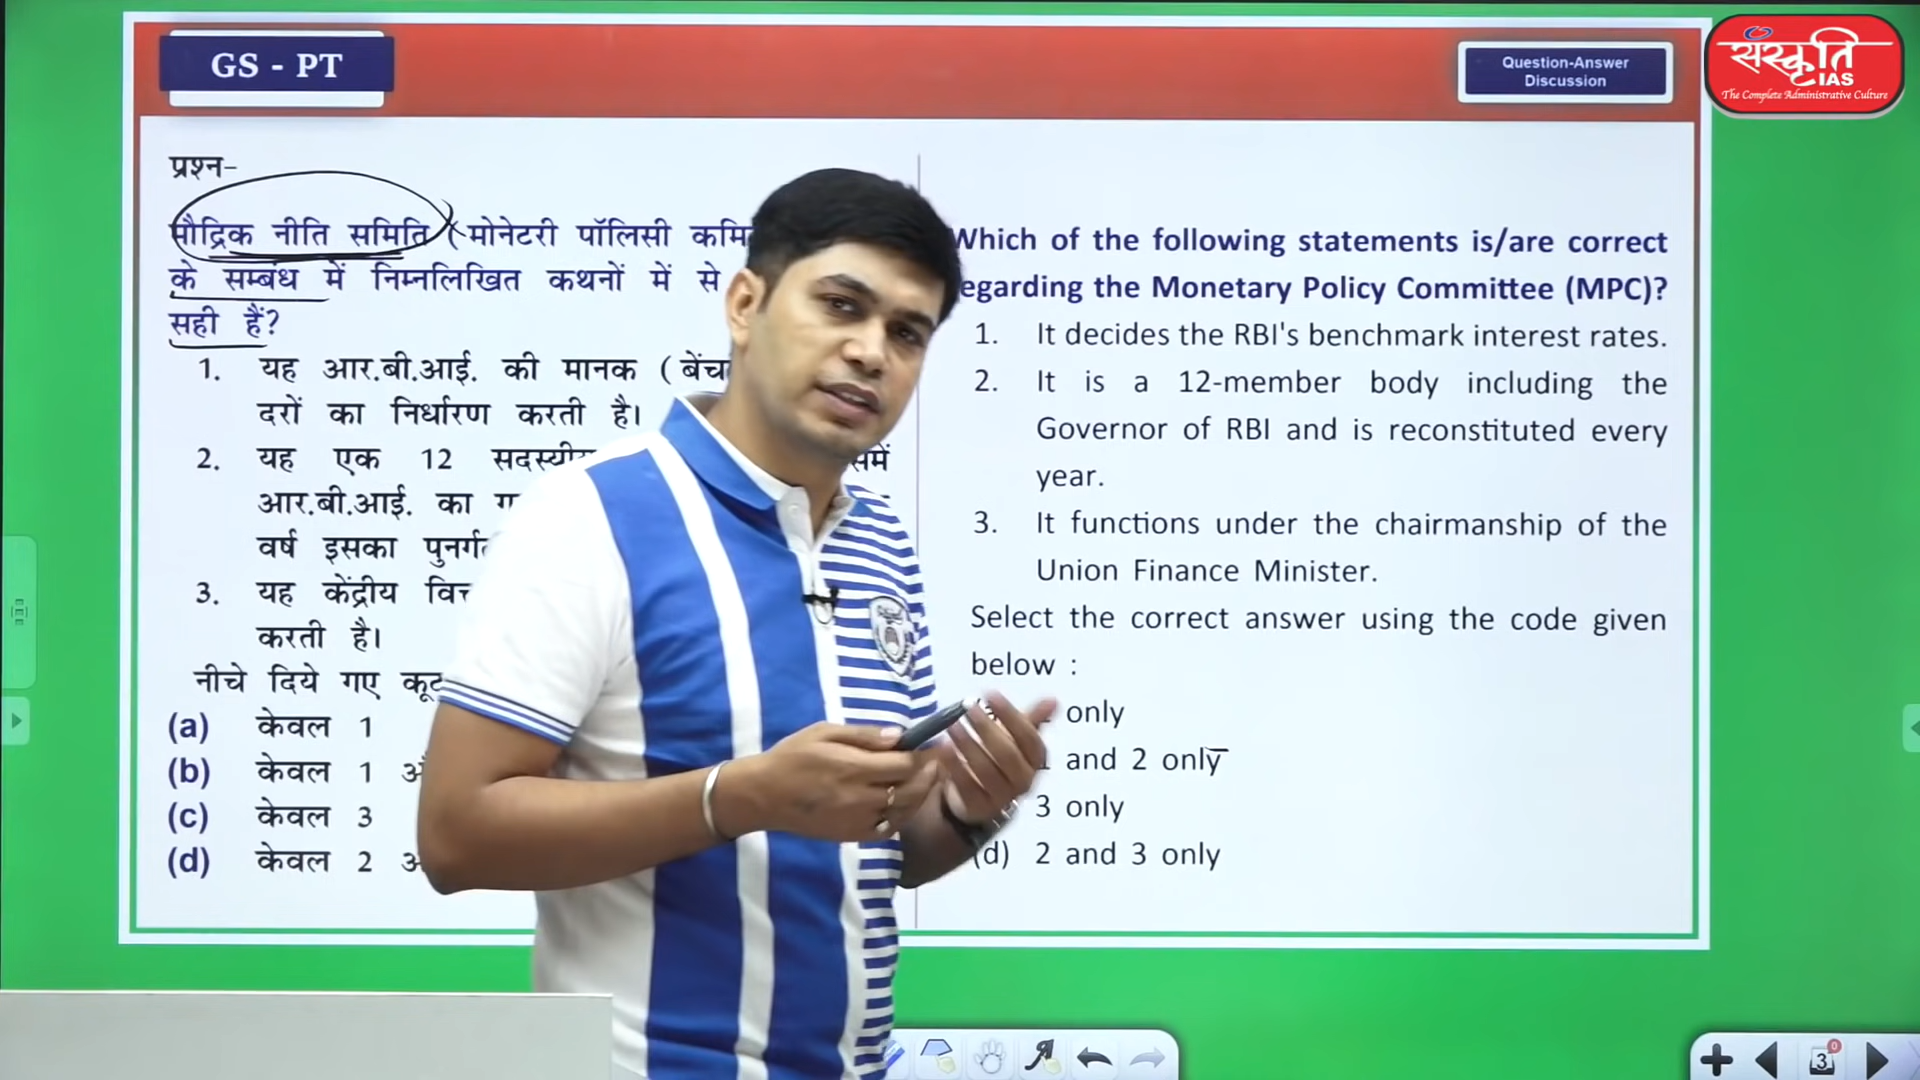 GS - PT
Question-Answer
Discussion
संस्कृति
IAS
The Complete Administrative Culture
प्रश्न-
मौद्रिक नीति समिति (मोनेटरी पॉलिसी
के सम्बंध में निम्नलिखित कथनों में से
सही हैं?
1. यह आर.बी.आई. की मानक (
दरों का निर्धारण करती है।
2. यह एक 12
आर.बी.आई. का
वर्ष इसका
3. यह केंद्रीय
करती है।
नीचे दिये गए
(a) केवल 1
(b) केवल 1
(c) केवल 3
(d) केवल 2
Which of the following statements is/are correct
regarding the Monetary Policy Committee (MPC)?
1. It decides the RBI's benchmark interest rates.
2. It is a 12-member body including the
Governor of RBI and is reconstituted every
year.
3. It functions under the chairmanship of the
Union Finance Minister.
Select the correct answer using the code given
below :
only
and 2 only
3 only
(d) 2 and 3 only
3
0